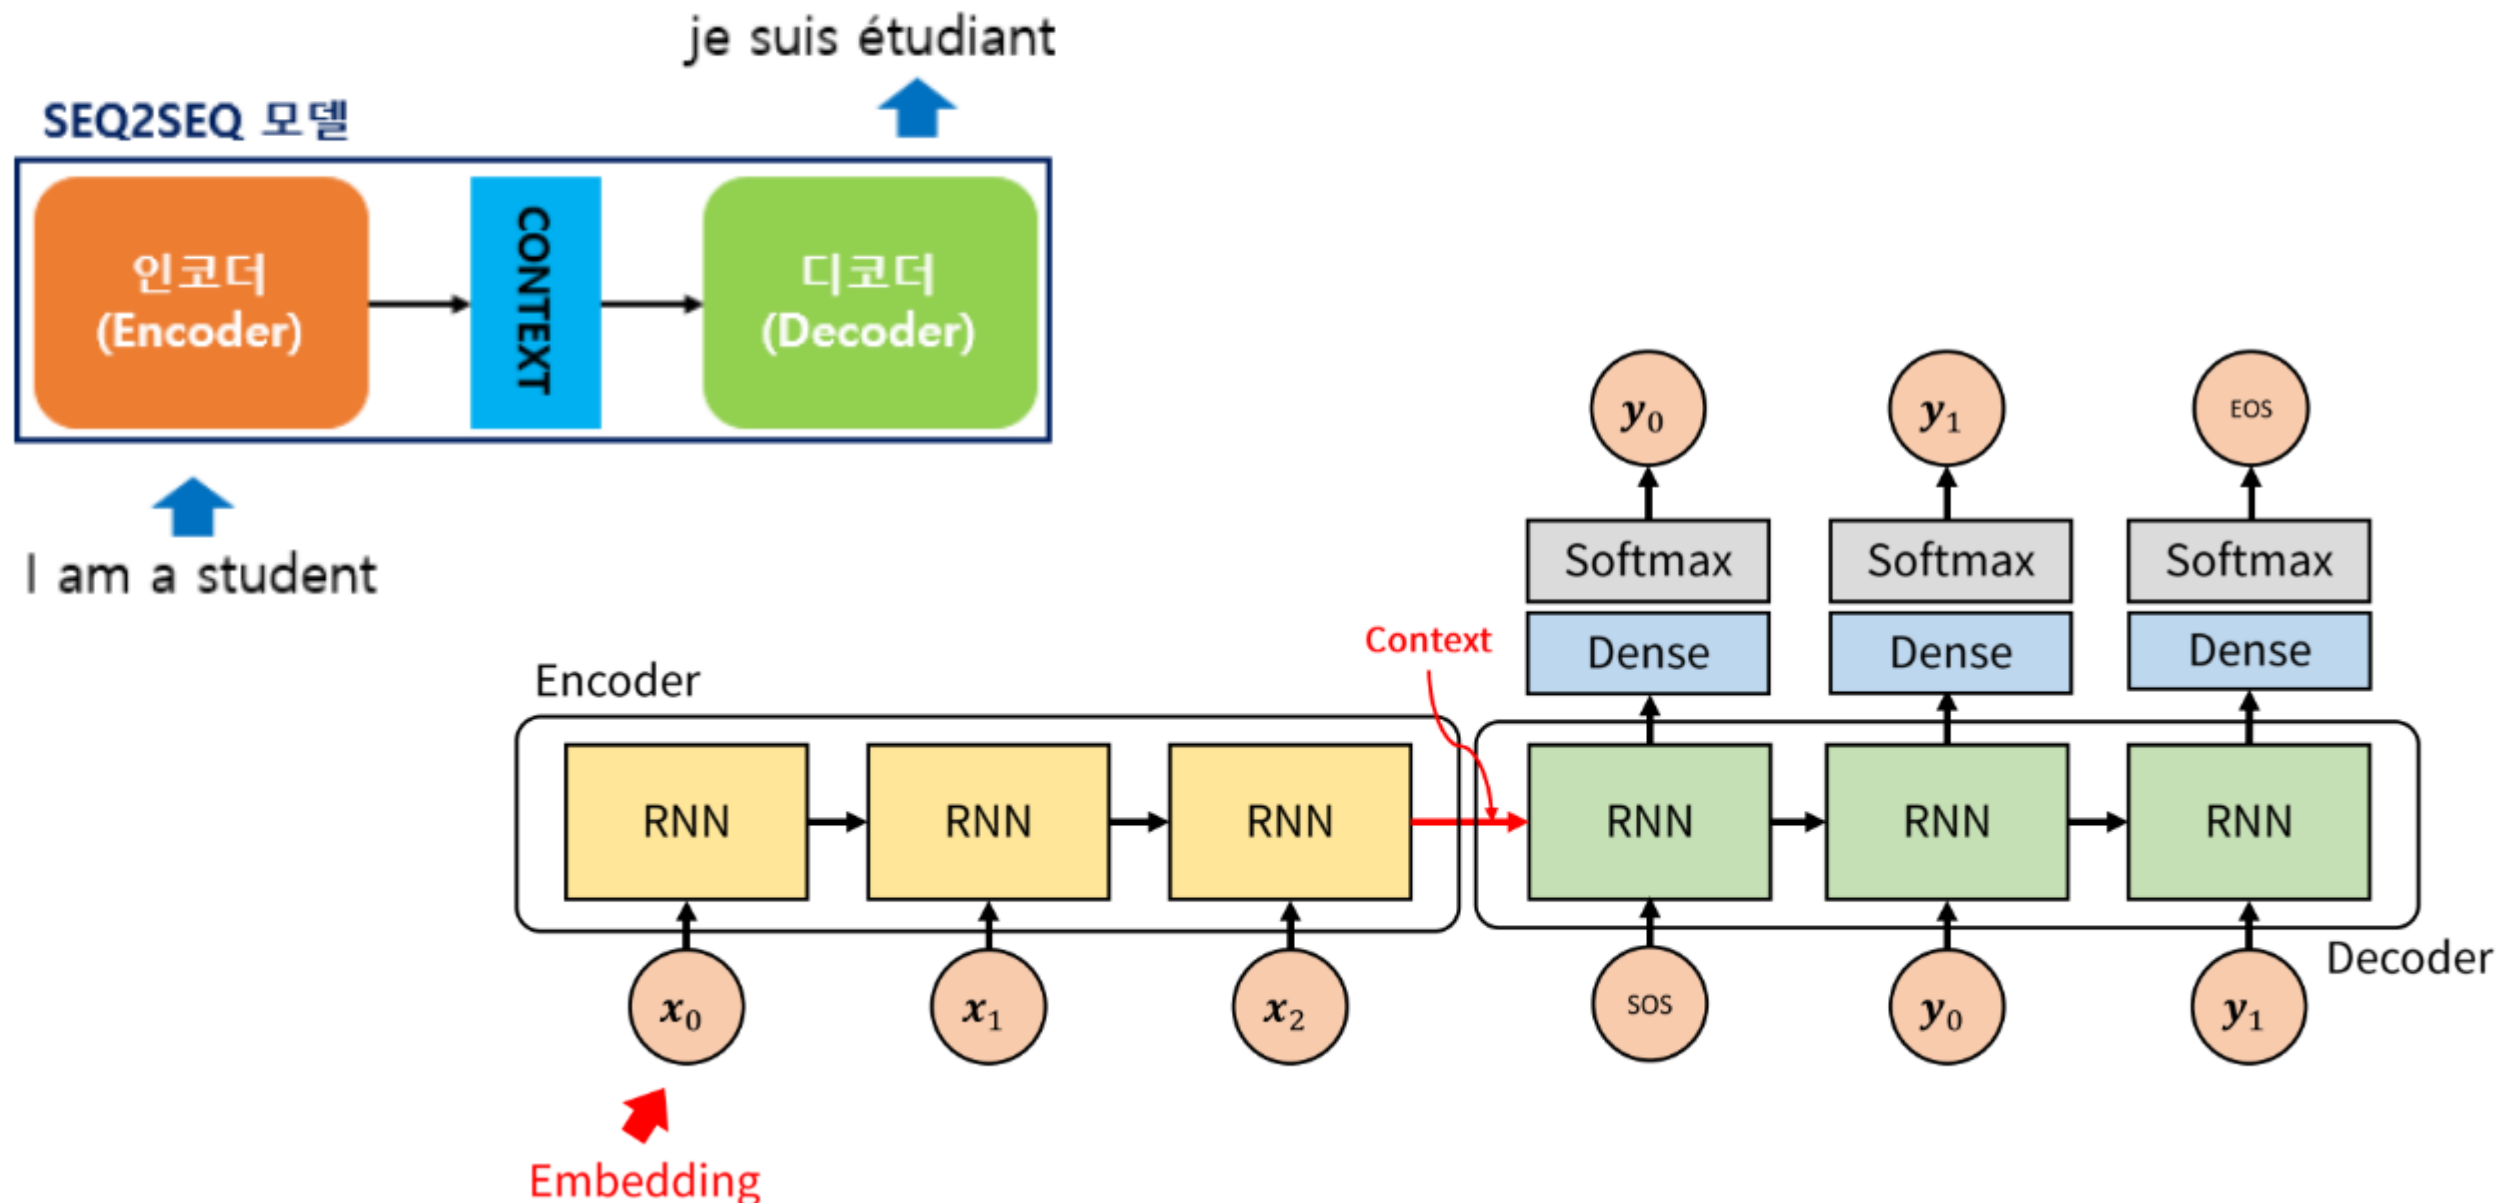 je suis étudiant
SEQ2SEQ 모델
인코더
(Encoder)
CONTEXT
디코더
(Decoder)
I am a student
y0
y1
EOS
Softmax
Softmax
Softmax
Context
Dense
Dense
Dense
Encoder
RNN
RNN
RNN
RNN
RNN
RNN
Decoder
x0
x1
x2
SOS
y0
y1
Embedding